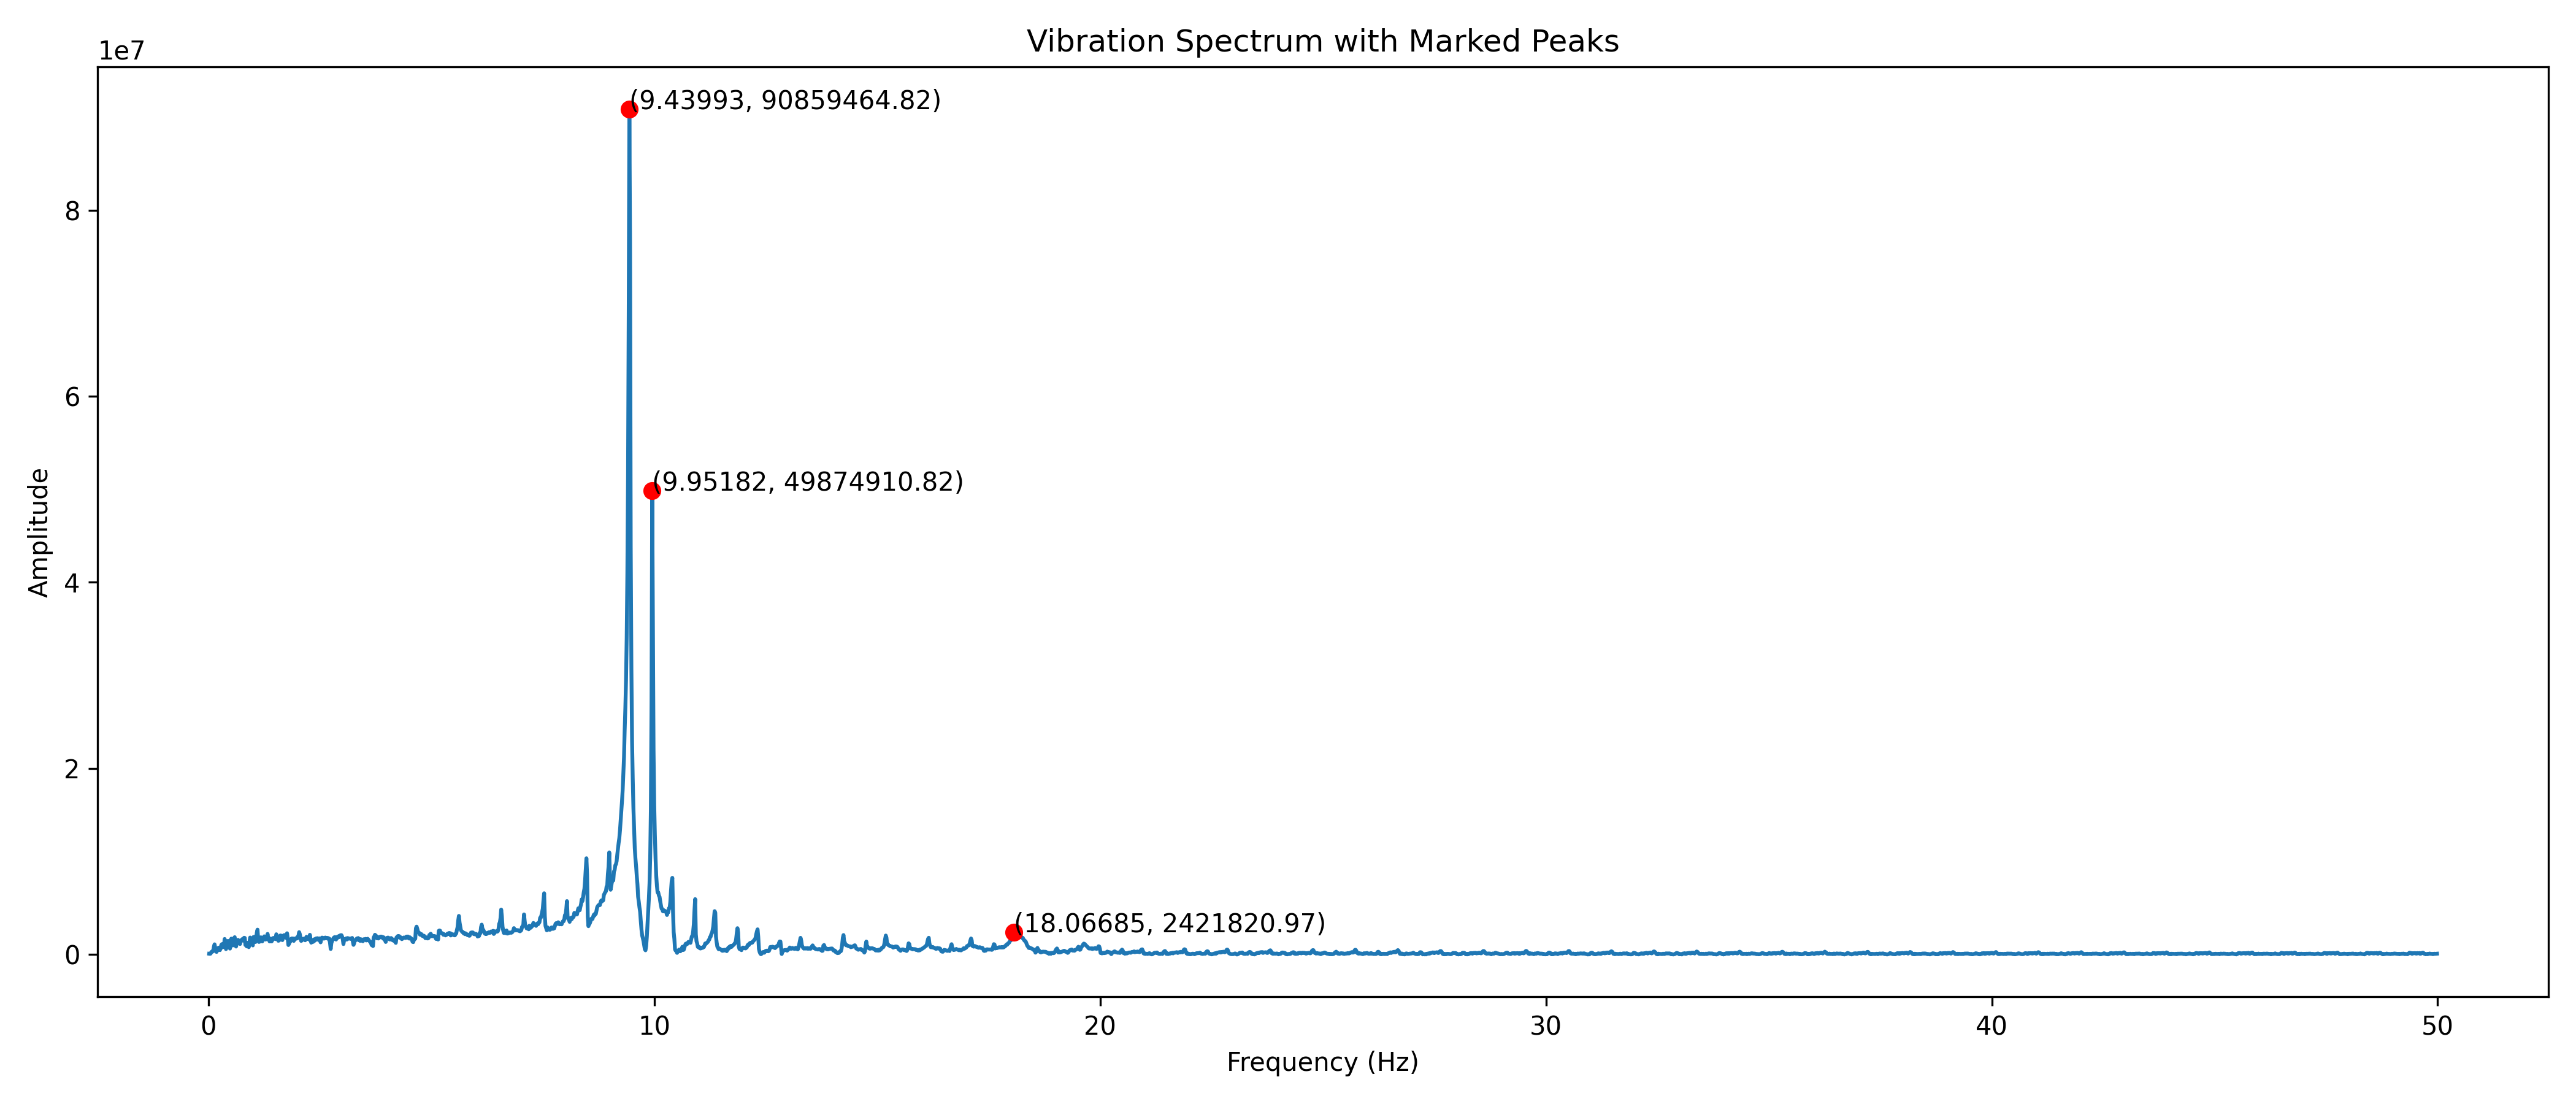 Vibration Spectrum with Marked Peaks
1e7
(9.43993, 90859464.82)
8
6
(9.95182, 49874910.82)
Amplitude
4
2
(18.06685, 2421820.97)
0
0 10 20 30 40 50
Frequency (Hz)